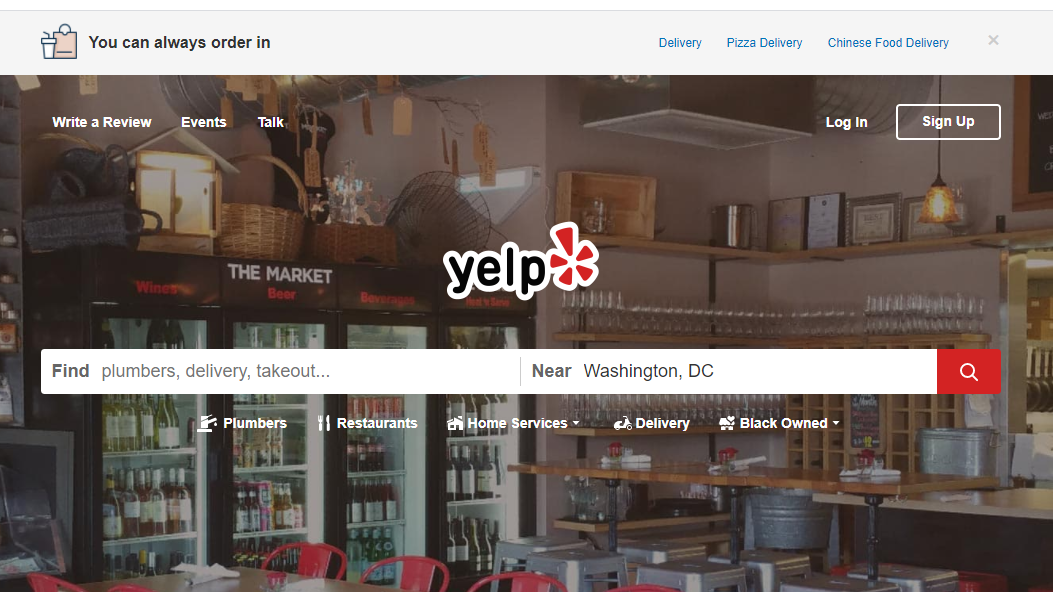 You can always order in
Delivery
Pizza Delivery
Chinese Food Delivery
Write a Review
Events
Talk
Log In
Sign Up
yelp
THE MARKET
Wines
Beer
Beverages
Find plumbers, delivery, takeout...
Near Washington, DC
Plumbers
Restaurants
Home Services
Delivery
Black Owned